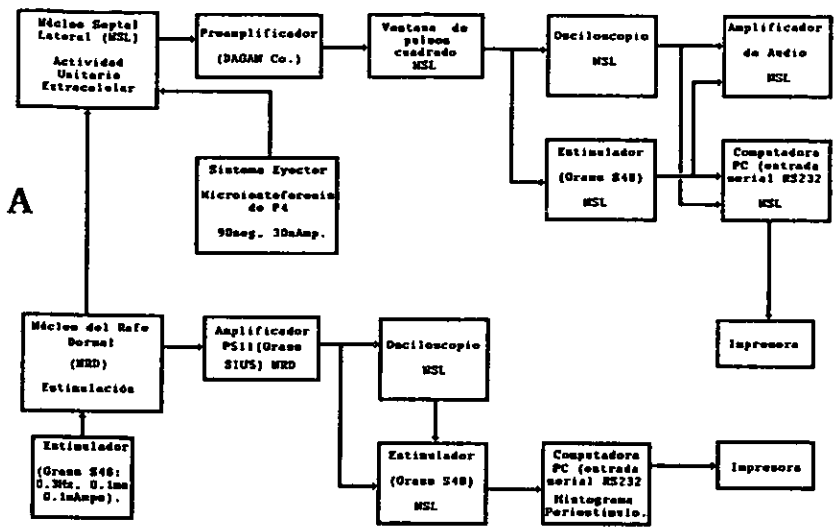 Núcleo Septal
Lateral (NSL)
Actividad
Unitaria
Extracelular
Preamplificador
(DAGAN Co.)
Ventana de
pulsos
cuadrado
NSL
Osciloscopio
NSL
Amplificador
de Audio
NSL
Sistema Eyector
Microiontoforesis
de P4
90seg. 30nAmp.
Estimulador
(Grass S48)
NSL
Computadora
PC (entrada
serial RS232
NSL
A
Núcleo del Rafe
Dorsal
(NRD)
Estimulación
Amplificador
P511(Grass
SIU5) NRD
Osciloscopio
NSL
Impresora
Estimulador
(Grass S48:
0.3Hz, 0.1ms
0.1mAmps).
Estimulador
(Grass S48)
NSL
Computadora
PC (entrada
serial RS232
Histograma
Periestímulo.
Impresora